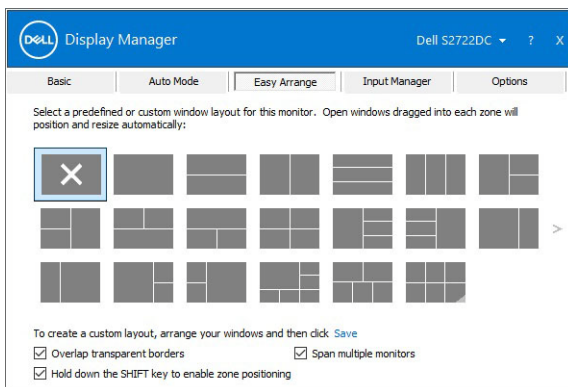 DELL Display Manager Dell S2722DC ? X
Basic Auto Mode Easy Arrange Input Manager Options
Select a predefined or custom window layout for this monitor. Open windows dragged into each zone will
position and resize automatically:
>
To create a custom layout, arrange your windows and then click Save
Overlap transparent borders Span multiple monitors
Hold down the SHIFT key to enable zone positioning